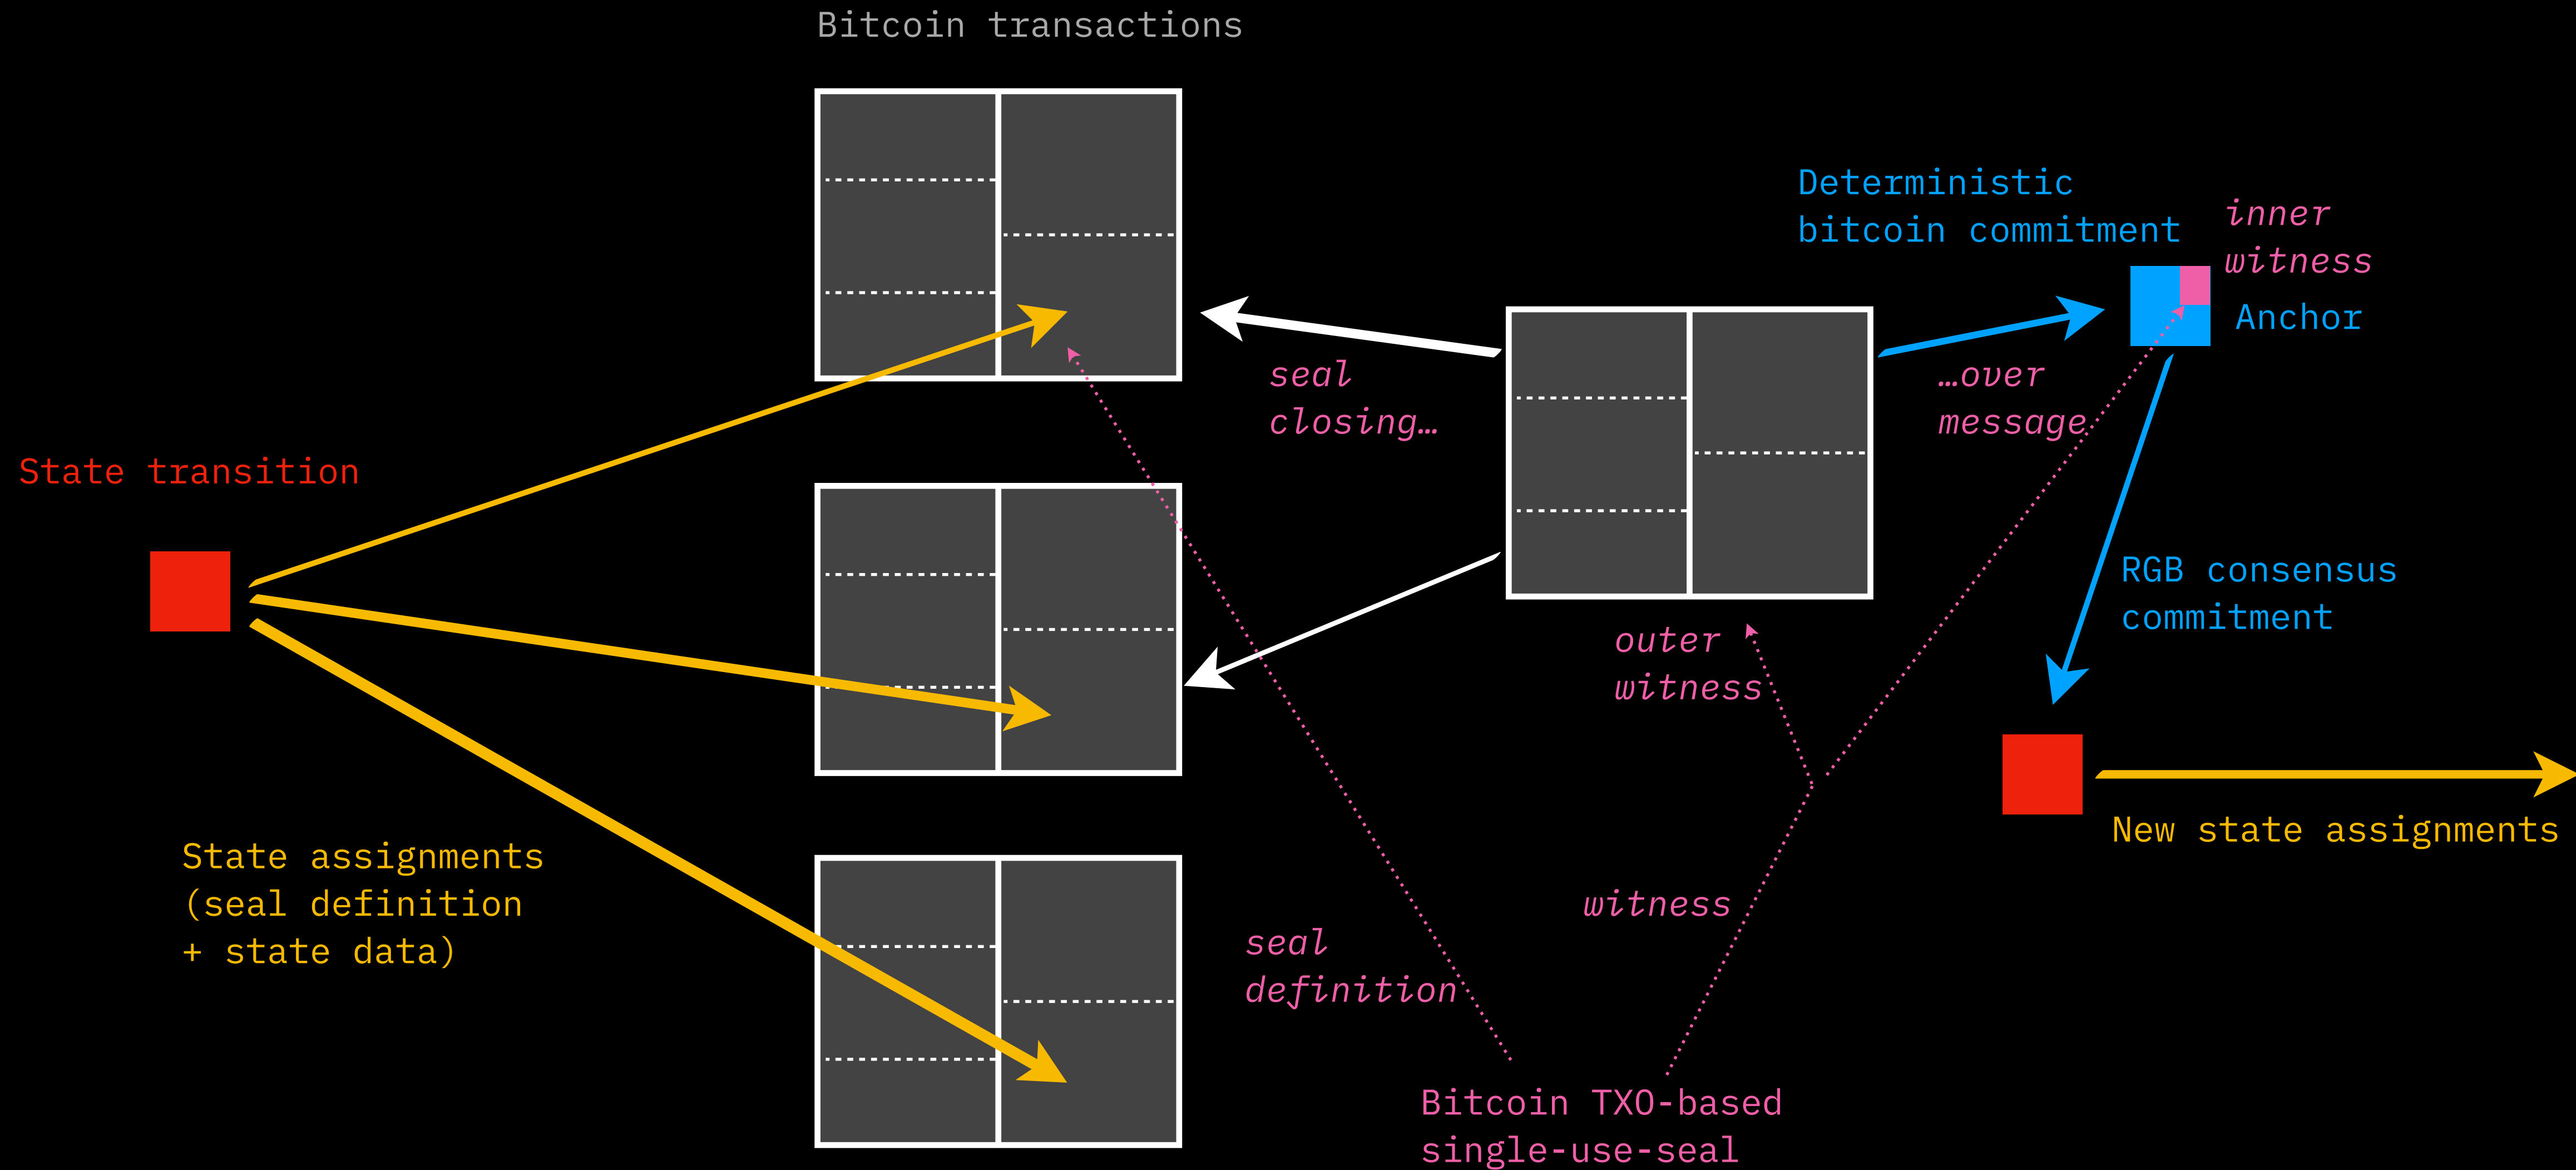 Bitcoin transactions
Deterministic
bitcoin commitment
inner
witness
Anchor
seal
closing…
…over
message
State transition
RGB consensus
commitment
outer
witness
New state assignments
State assignments
(seal definition
+ state data)
witness
seal
definition
Bitcoin TXO-based
single-use-seal